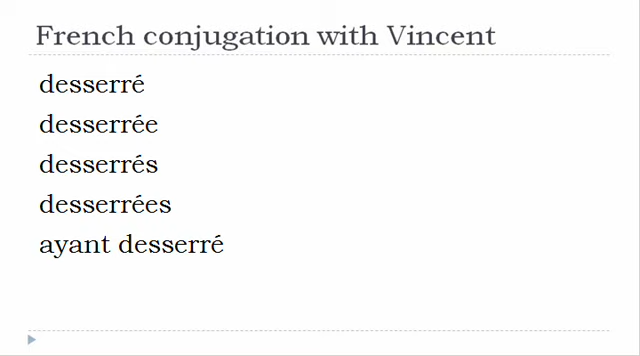 French conjugation with Vincent
desserré
desserrée
desserrés
desserrées
ayant desserré